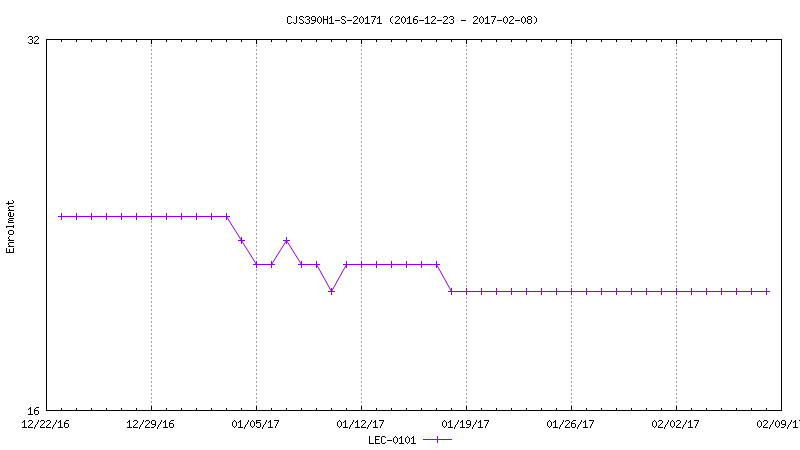 CJS390H1-S-20171 (2016-12-23 - 2017-02-08)
32
Enrolment
16
12/22/16 12/29/16 01/05/17 01/12/17 01/19/17 01/26/17 02/02/17 02/09/1
LEC-0101